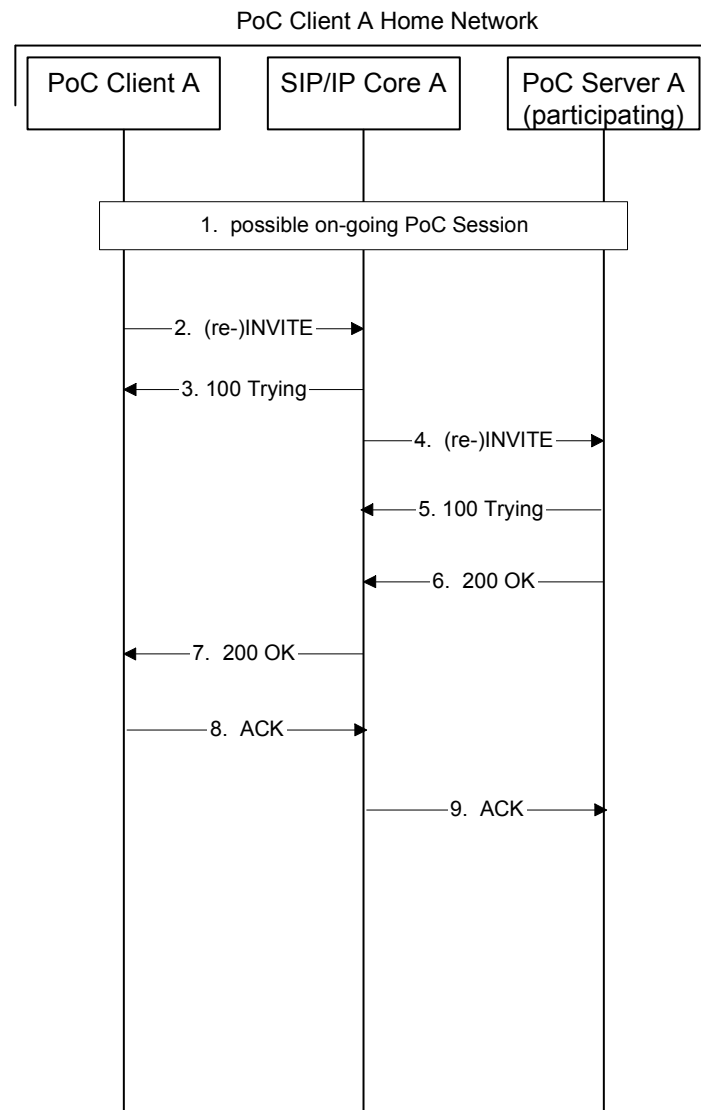 PoC Client A Home Network
PoC Client A
SIP/IP Core A
PoC Server A
(participating)
1. possible on-going PoC Session
2. (re-)INVITE
3. 100 Trying
4. (re-)INVITE
5. 100 Trying
6. 200 OK
7. 200 OK
8. ACK
9. ACK